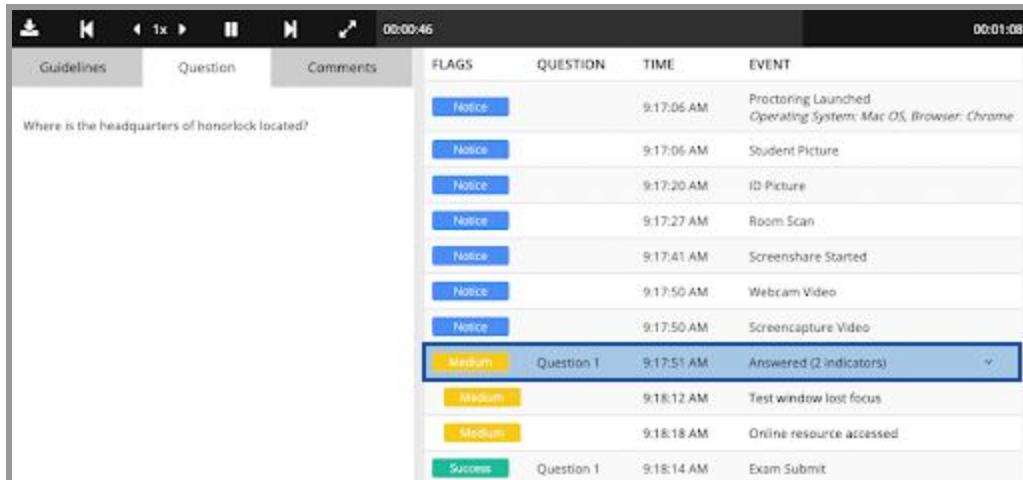 1x 00:00:46 00:01:08
Guidelines Question Comments
Where is the headquarters of honorlock located?
FLAGS QUESTION TIME EVENT
Notice 9:17:06 AM Proctoring Launched
Operating System: Mac OS, Browser: Chrome
Notice 9:17:06 AM Student Picture
Notice 9:17:20 AM ID Picture
Notice 9:17:27 AM Room Scan
Notice 9:17:41 AM Screenshare Started
Notice 9:17:50 AM Webcam Video
Notice 9:17:50 AM Screencapture Video
Medium Question 1 9:17:51 AM Answered (2 indicators)
Medium 9:18:12 AM Test window lost focus
Medium 9:18:18 AM Online resource accessed
Success Question 1 9:18:14 AM Exam Submit